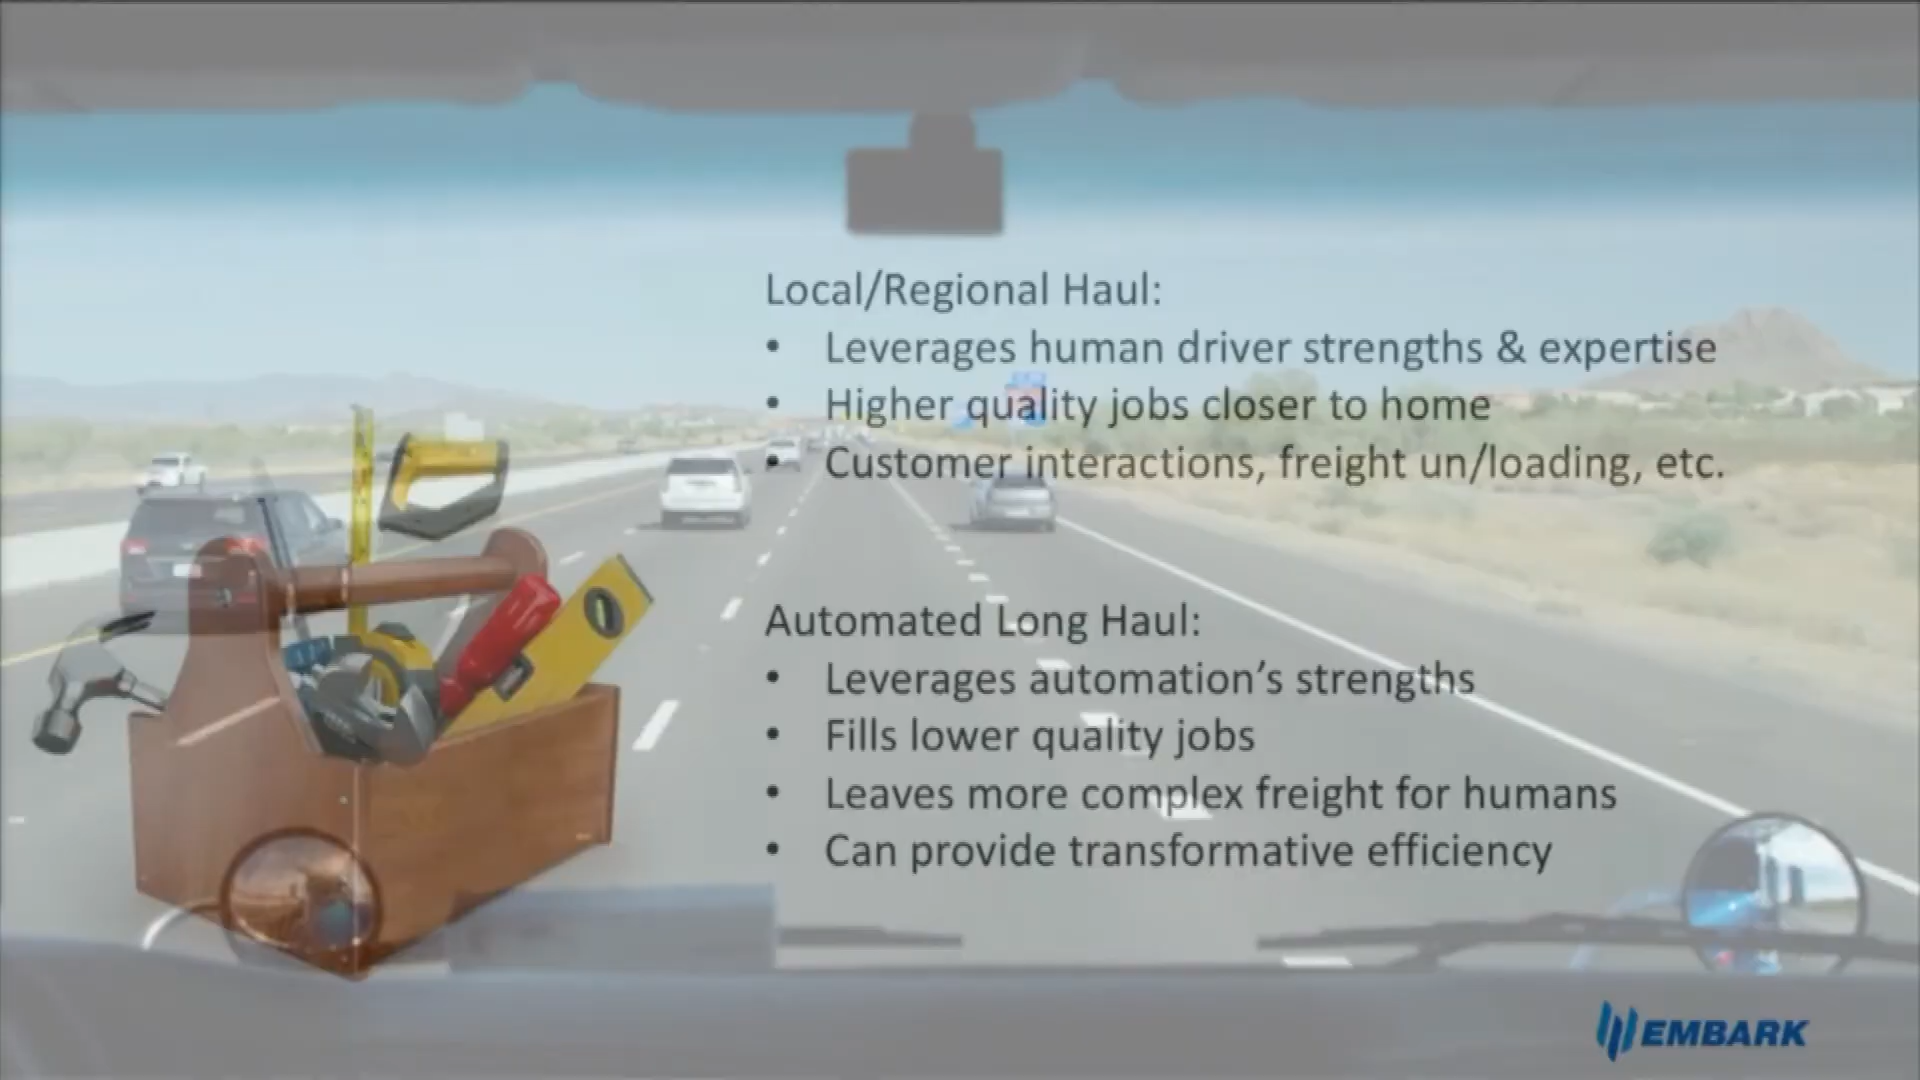 Local/Regional Haul:
• Leverages human driver strengths & expertise
• Higher quality jobs closer to home
• Customer interactions, freight un/loading, etc.
Automated Long Haul:
• Leverages automation’s strengths
• Fills lower quality jobs
• Leaves more complex freight for humans
• Can provide transformative efficiency
EMBARK